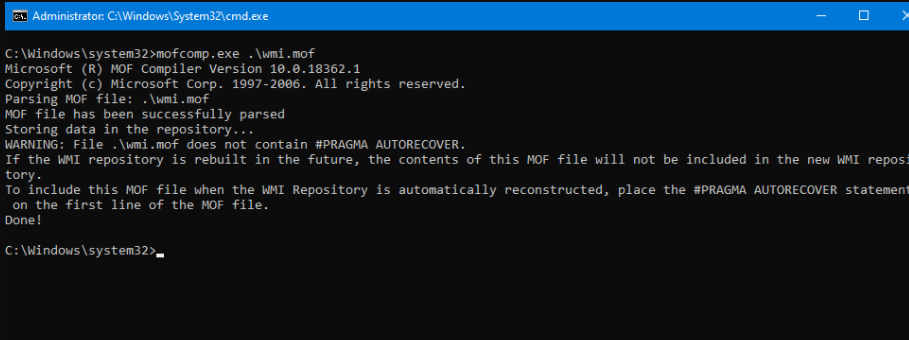 Administrator: C:\Windows\System32\cmd.exe
C:\Windows\system32>mofcomp.exe .\wmi.mof
Microsoft (R) MOF Compiler Version 10.0.18362.1
Copyright (c) Microsoft Corp. 1997-2006. All rights reserved.
Parsing MOF file: .\wmi.mof
MOF file has been successfully parsed
Storing data in the repository...
WARNING: File .\wmi.mof does not contain #PRAGMA AUTORECOVER.
If the WMI repository is rebuilt in the future, the contents of this MOF file will not be included in the new WMI reposi
tory.
To include this MOF file when the WMI Repository is automatically reconstructed, place the #PRAGMA AUTORECOVER statement
 on the first line of the MOF file.
Done!
C:\Windows\system32>